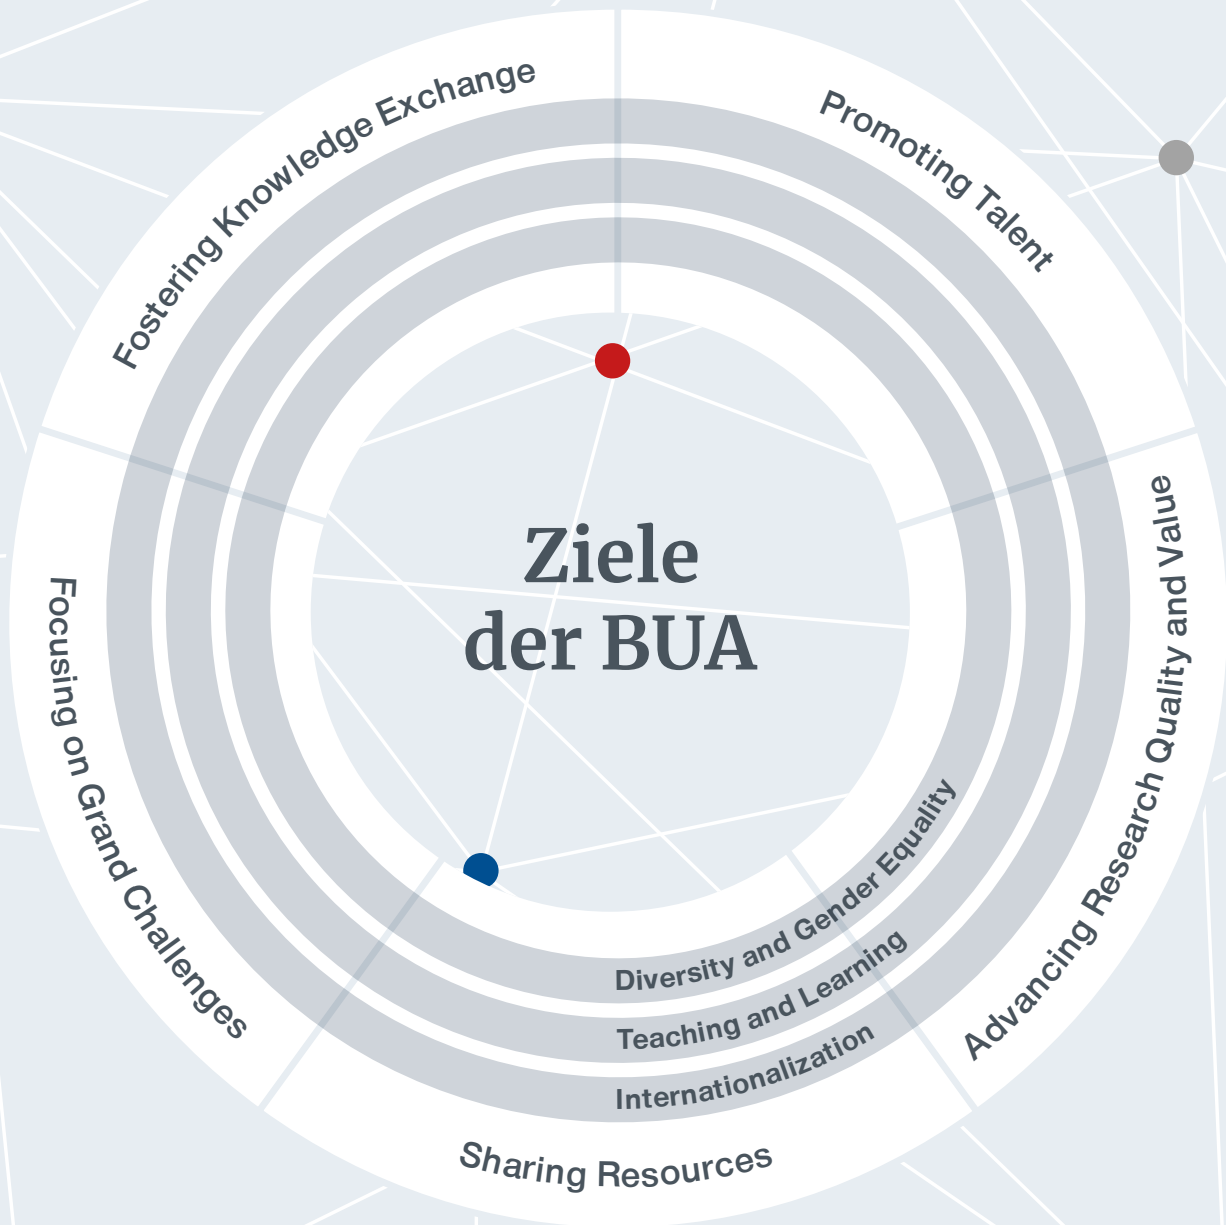 Fostering Knowledge Exchange
Promoting Talent
Advancing Research Quality and Value
Sharing Resources
Focusing on Grand Challenges
Ziele
der BUA
Diversity and Gender Equality
Teaching and Learning
Internationalization